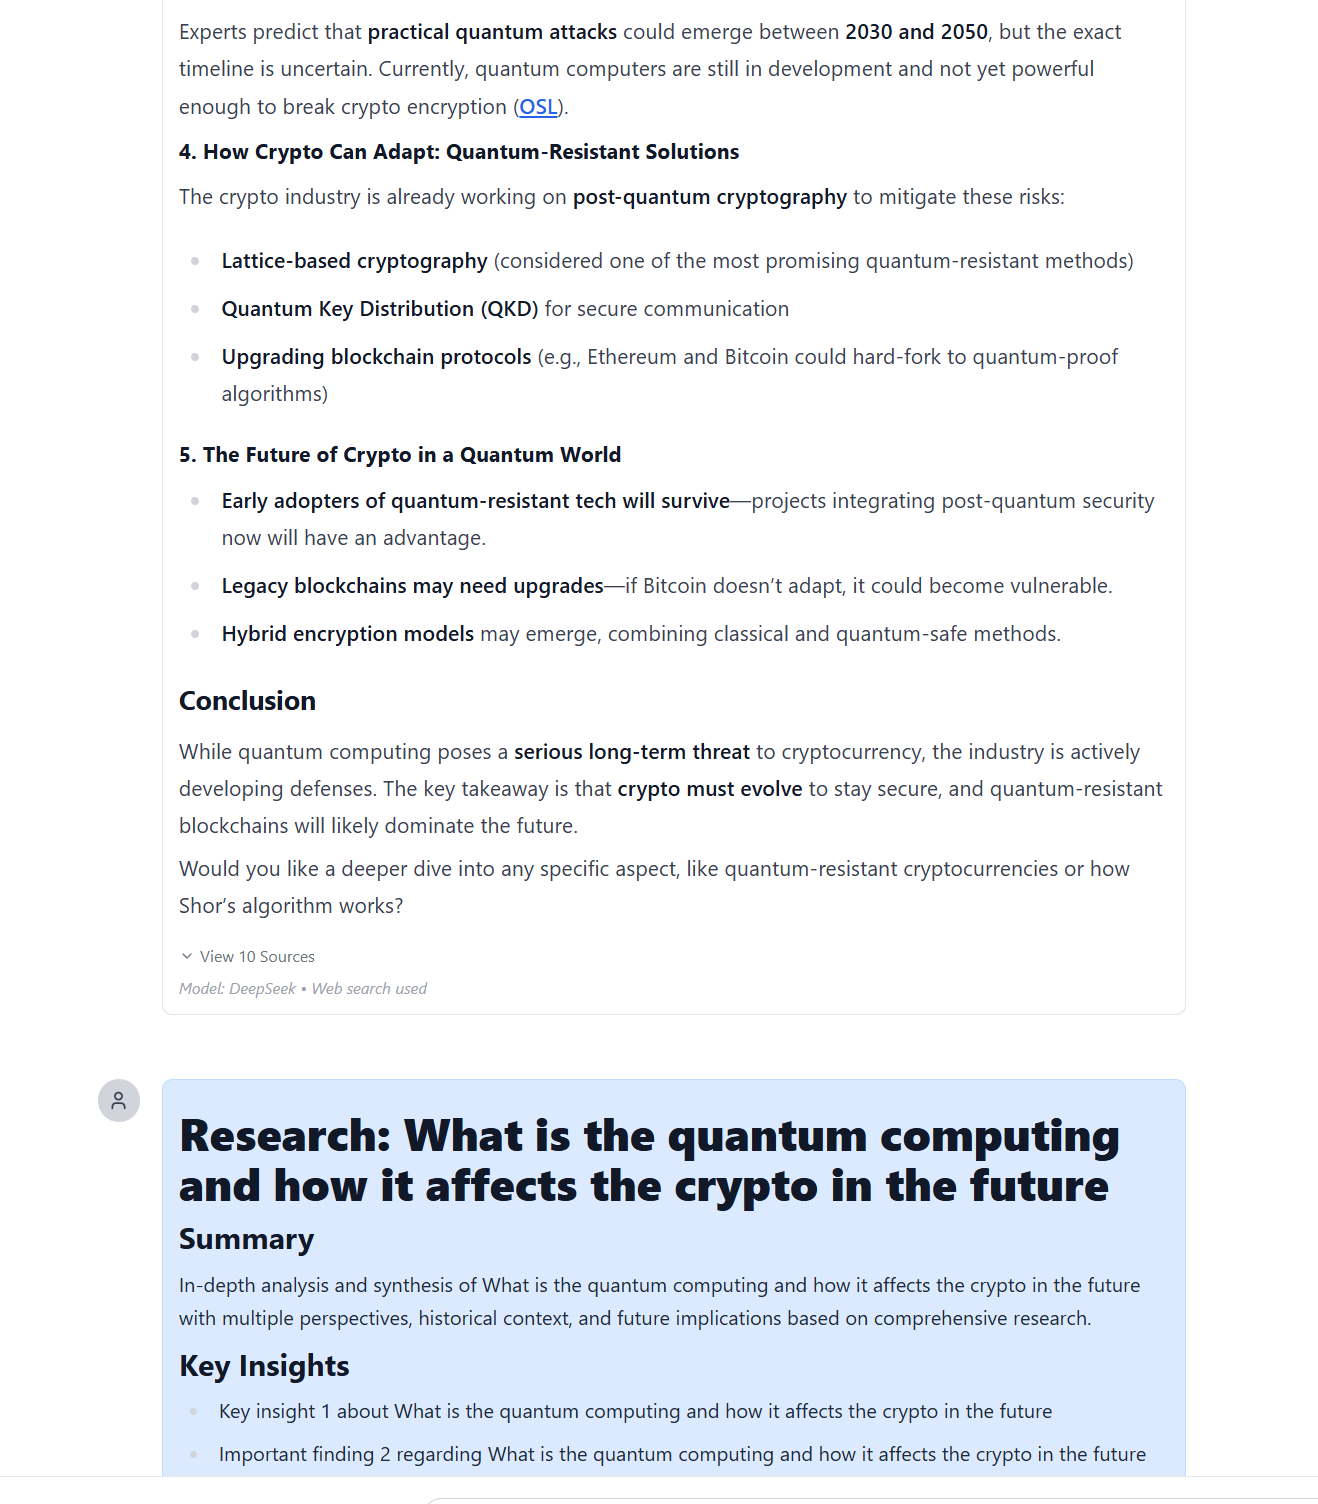 Experts predict that practical quantum attacks could emerge between 2030 and 2050, but the exact
timeline is uncertain. Currently, quantum computers are still in development and not yet powerful
enough to break crypto encryption (OSL).
4. How Crypto Can Adapt: Quantum-Resistant Solutions
The crypto industry is already working on post-quantum cryptography to mitigate these risks:
Lattice-based cryptography (considered one of the most promising quantum-resistant methods)
Quantum Key Distribution (QKD) for secure communication
Upgrading blockchain protocols (e.g., Ethereum and Bitcoin could hard-fork to quantum-proof
algorithms)
5. The Future of Crypto in a Quantum World
Early adopters of quantum-resistant tech will survive—projects integrating post-quantum security
now will have an advantage.
Legacy blockchains may need upgrades—if Bitcoin doesn’t adapt, it could become vulnerable.
Hybrid encryption models may emerge, combining classical and quantum-safe methods.
Conclusion
While quantum computing poses a serious long-term threat to cryptocurrency, the industry is actively
developing defenses. The key takeaway is that crypto must evolve to stay secure, and quantum-resistant
blockchains will likely dominate the future.
Would you like a deeper dive into any specific aspect, like quantum-resistant cryptocurrencies or how
Shor’s algorithm works?
View 10 Sources
Model: DeepSeek • Web search used
Research: What is the quantum computing
and how it affects the crypto in the future
Summary
In-depth analysis and synthesis of What is the quantum computing and how it affects the crypto in the future
with multiple perspectives, historical context, and future implications based on comprehensive research.
Key Insights
Key insight 1 about What is the quantum computing and how it affects the crypto in the future
Important finding 2 regarding What is the quantum computing and how it affects the crypto in the future